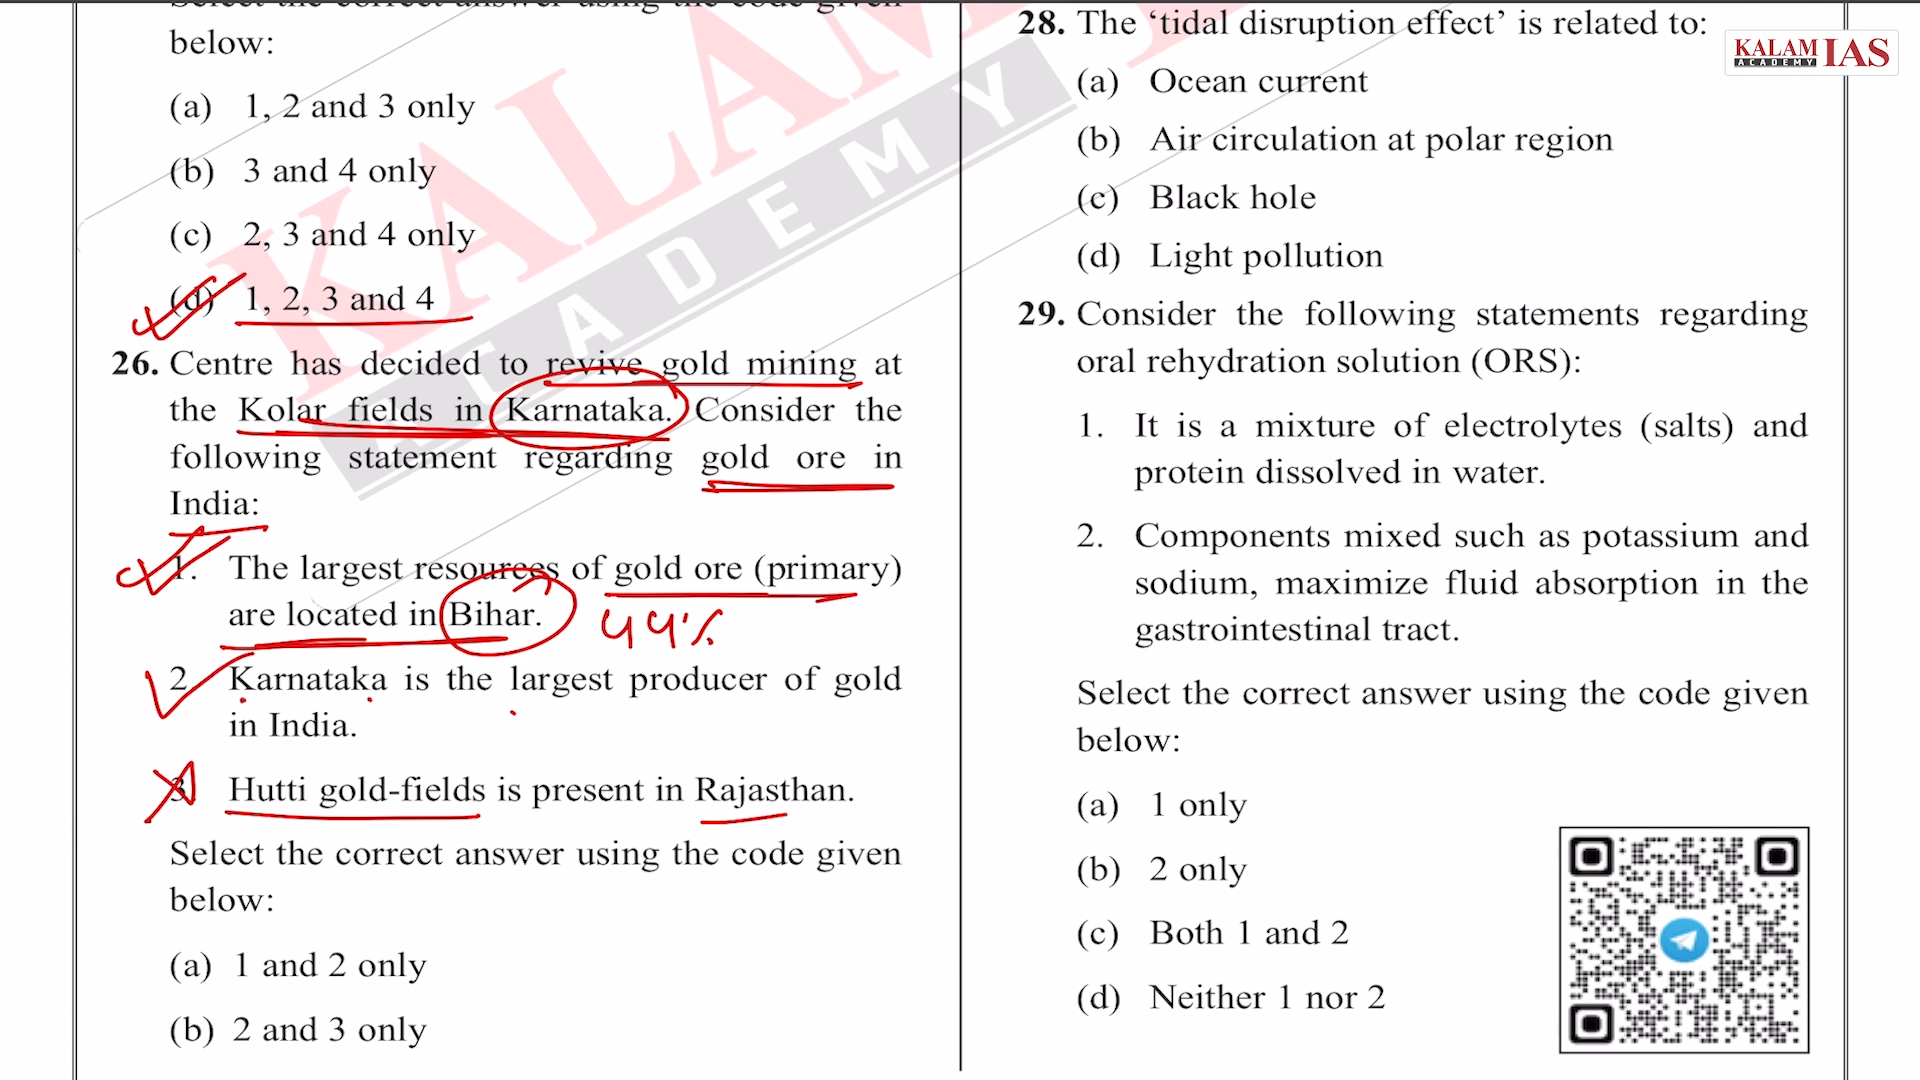 Select the correct answer using the code given
below:
(a) 1, 2 and 3 only
(b) 3 and 4 only
(c) 2, 3 and 4 only
(d) 1, 2, 3 and 4
26. Centre has decided to revive gold mining at
the Kolar fields in Karnataka. Consider the
following statement regarding gold ore in
India:
1. The largest resources of gold ore (primary)
are located in Bihar. 44%
2. Karnataka is the largest producer of gold
in India.
3. Hutti gold-fields is present in Rajasthan.
Select the correct answer using the code given
below:
(a) 1 and 2 only
(b) 2 and 3 only
28. The ‘tidal disruption effect’ is related to:
(a) Ocean current
(b) Air circulation at polar region
(c) Black hole
(d) Light pollution
29. Consider the following statements regarding
oral rehydration solution (ORS):
1. It is a mixture of electrolytes (salts) and
protein dissolved in water.
2. Components mixed such as potassium and
sodium, maximize fluid absorption in the
gastrointestinal tract.
Select the correct answer using the code given
below:
(a) 1 only
(b) 2 only
(c) Both 1 and 2
(d) Neither 1 nor 2
KALAM IAS
ACADEMY
KALAM
ACADEMY